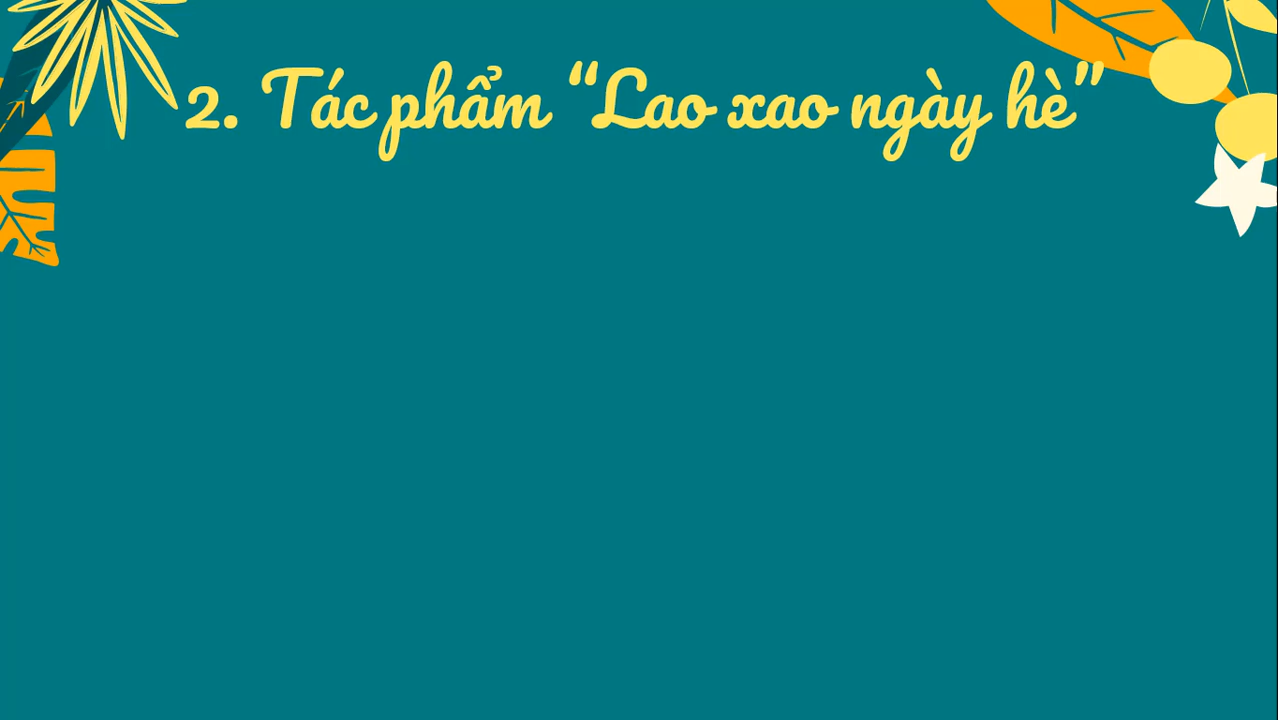 2. Tác phẩm “Lao xao ngày hè”